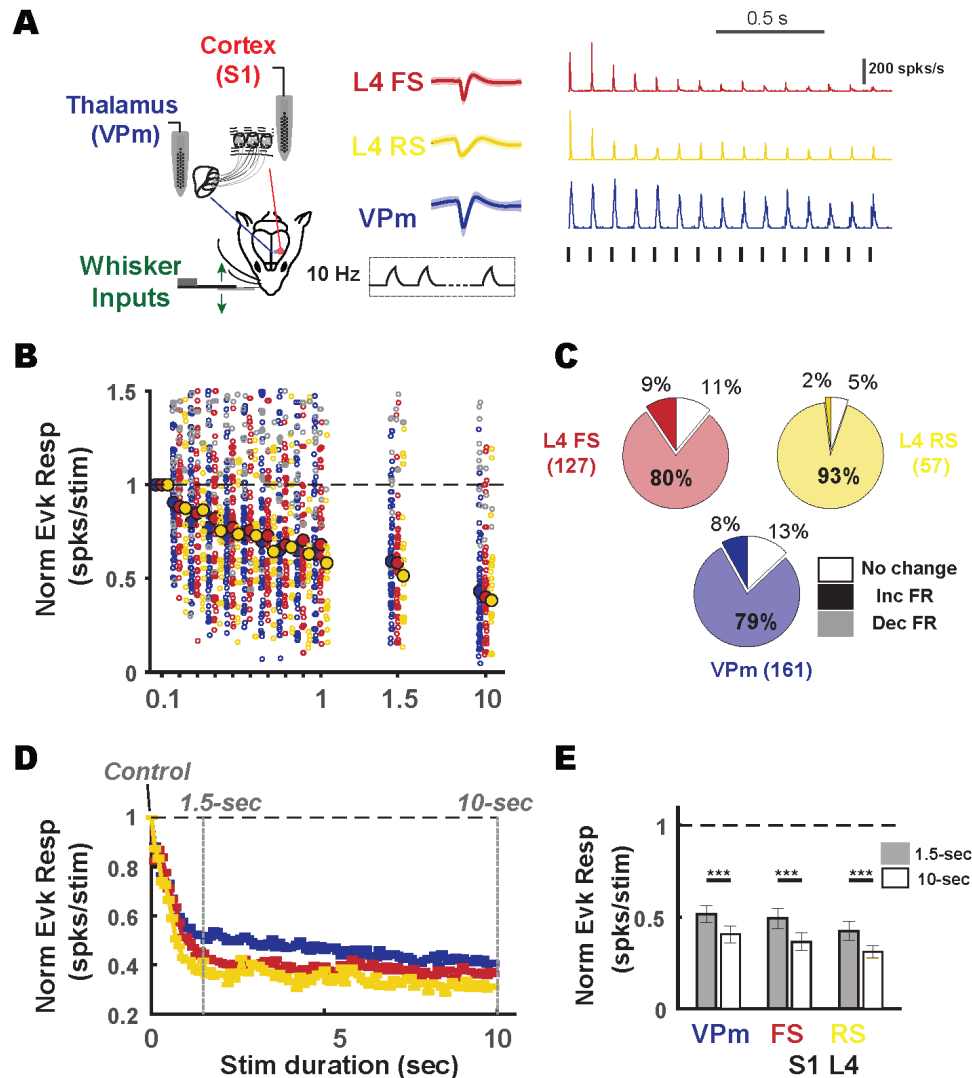 A
Cortex
(S1)
Thalamus
(VPm)
Whisker
Inputs
10 Hz
L4 FS
L4 RS
VPm
0.5 s
200 spks/s
B
Norm Evk Resp
(spks/stim)
1.5
1
0.5
0
0.1
1
1.5
10
C
9%
11%
L4 FS
(127)
80%
2%
5%
L4 RS
(57)
93%
8%
13%
79%
VPm (161)
No change
Inc FR
Dec FR
D
Control
1.5-sec
10-sec
Norm Evk Resp
(spks/stim)
1
0.8
0.6
0.4
0.2
0
5
10
Stim duration (sec)
E
Norm Evk Resp
(spks/stim)
1
0.5
0
1.5-sec
10-sec
***
***
***
VPm
FS
RS
S1 L4